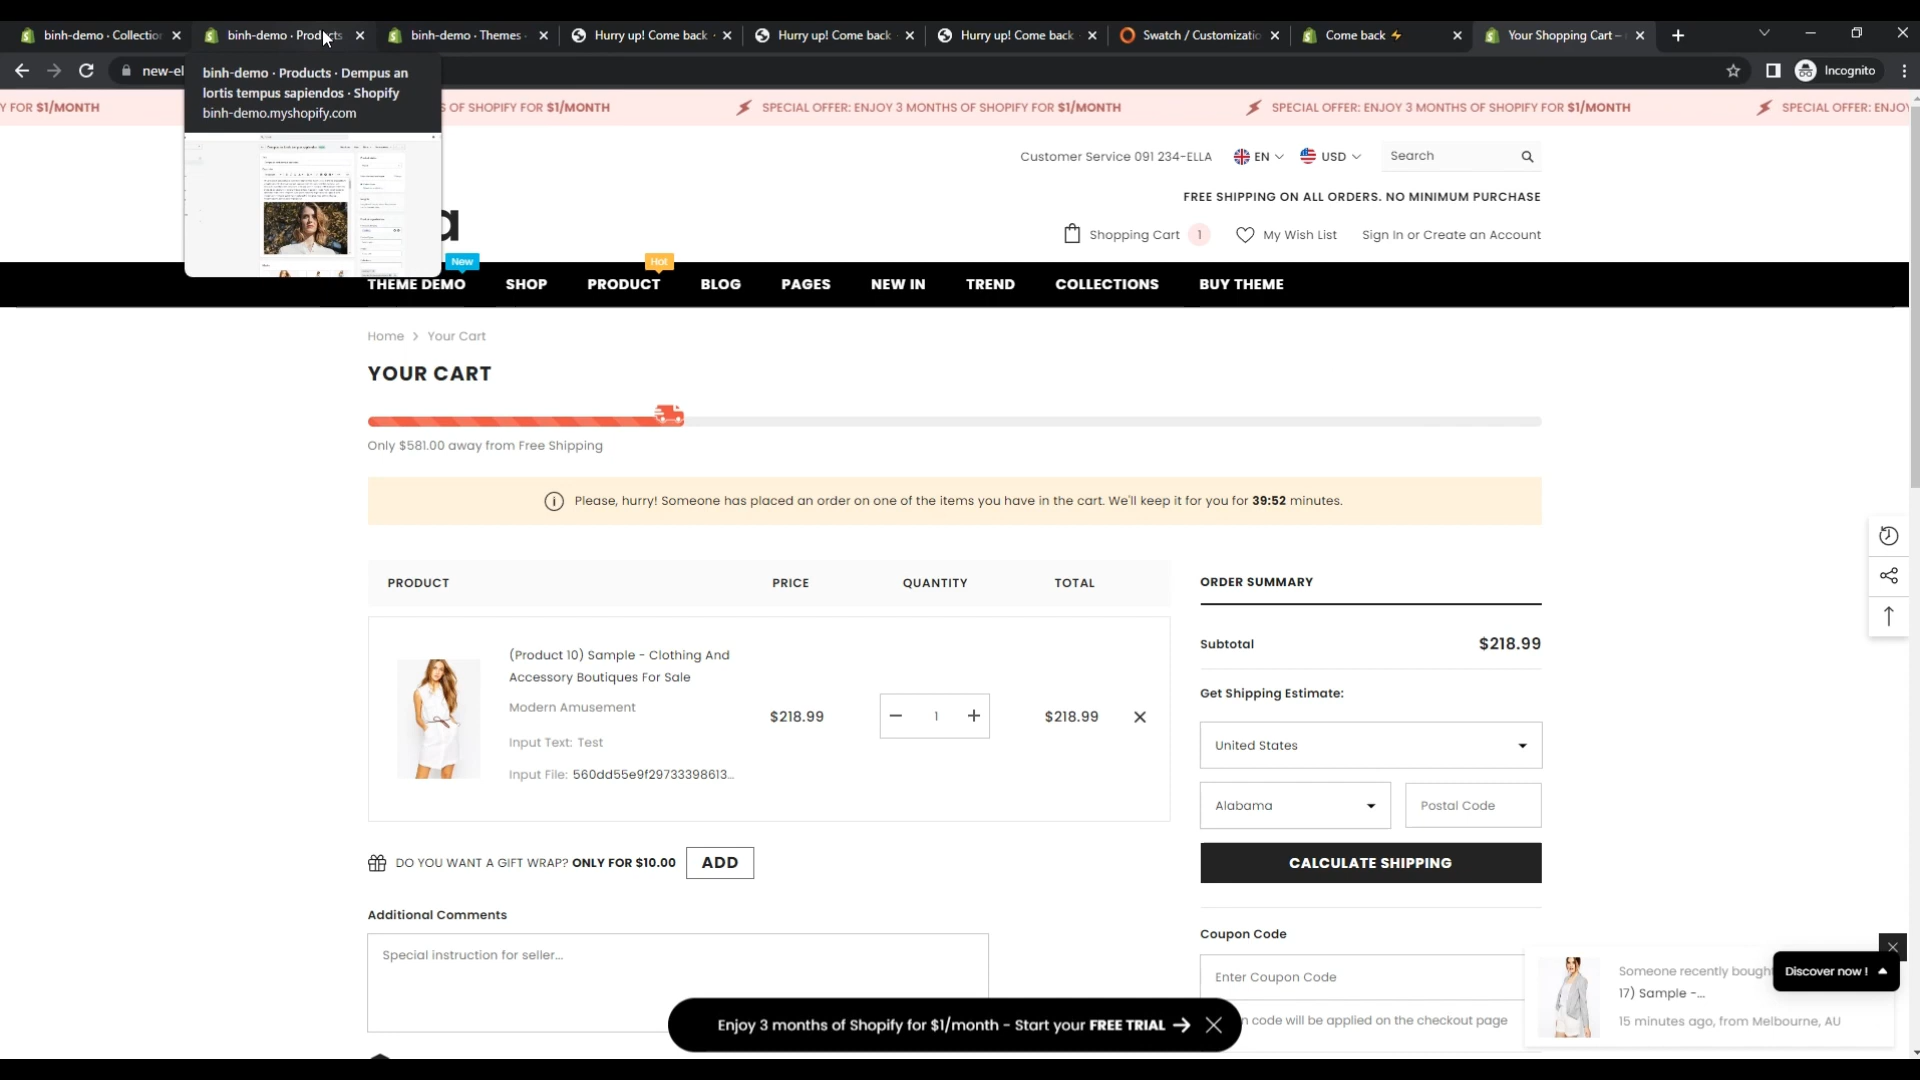 binh-demo · Collection
binh-demo · Products
binh-demo · Themes ·
Hurry up! Come back ·
Hurry up! Come back
Hurry up! Come back
Swatch / Customizatio
Come back ⚡
Your Shopping Cart –
new-el
Incognito
binh-demo · Products · Dempus an
lortis tempus sapiendos · Shopify
binh-demo.myshopify.com
Y FOR $1/MONTH
S OF SHOPIFY FOR $1/MONTH
SPECIAL OFFER: ENJOY 3 MONTHS OF SHOPIFY FOR $1/MONTH
SPECIAL OFFER: ENJOY 3 MONTHS OF SHOPIFY FOR $1/MONTH
SPECIAL OFFER: ENJOY
Customer Service 091 234-ELLA
EN
USD
Search
FREE SHIPPING ON ALL ORDERS. NO MINIMUM PURCHASE
a
Shopping Cart 1
My Wish List
Sign In or Create an Account
New
Hot
THEME DEMO
SHOP
PRODUCT
BLOG
PAGES
NEW IN
TREND
COLLECTIONS
BUY THEME
Home > Your Cart
YOUR CART
Only $581.00 away from Free Shipping
Please, hurry! Someone has placed an order on one of the items you have in the cart. We'll keep it for you for 39:52 minutes.
PRODUCT
PRICE
QUANTITY
TOTAL
(Product 10) Sample - Clothing And
Accessory Boutiques For Sale
Modern Amusement
Input Text: Test
Input File: 560dd55e9f29733398613...
$218.99
1
$218.99
DO YOU WANT A GIFT WRAP? ONLY FOR $10.00
ADD
Additional Comments
Special instruction for seller...
ORDER SUMMARY
Subtotal
$218.99
Get Shipping Estimate:
United States
Alabama
Postal Code
CALCULATE SHIPPING
Coupon Code
Enter Coupon Code
n code will be applied on the checkout page
Someone recently bought
17) Sample -...
15 minutes ago, from Melbourne, AU
Discover now !
Enjoy 3 months of Shopify for $1/month - Start your FREE TRIAL